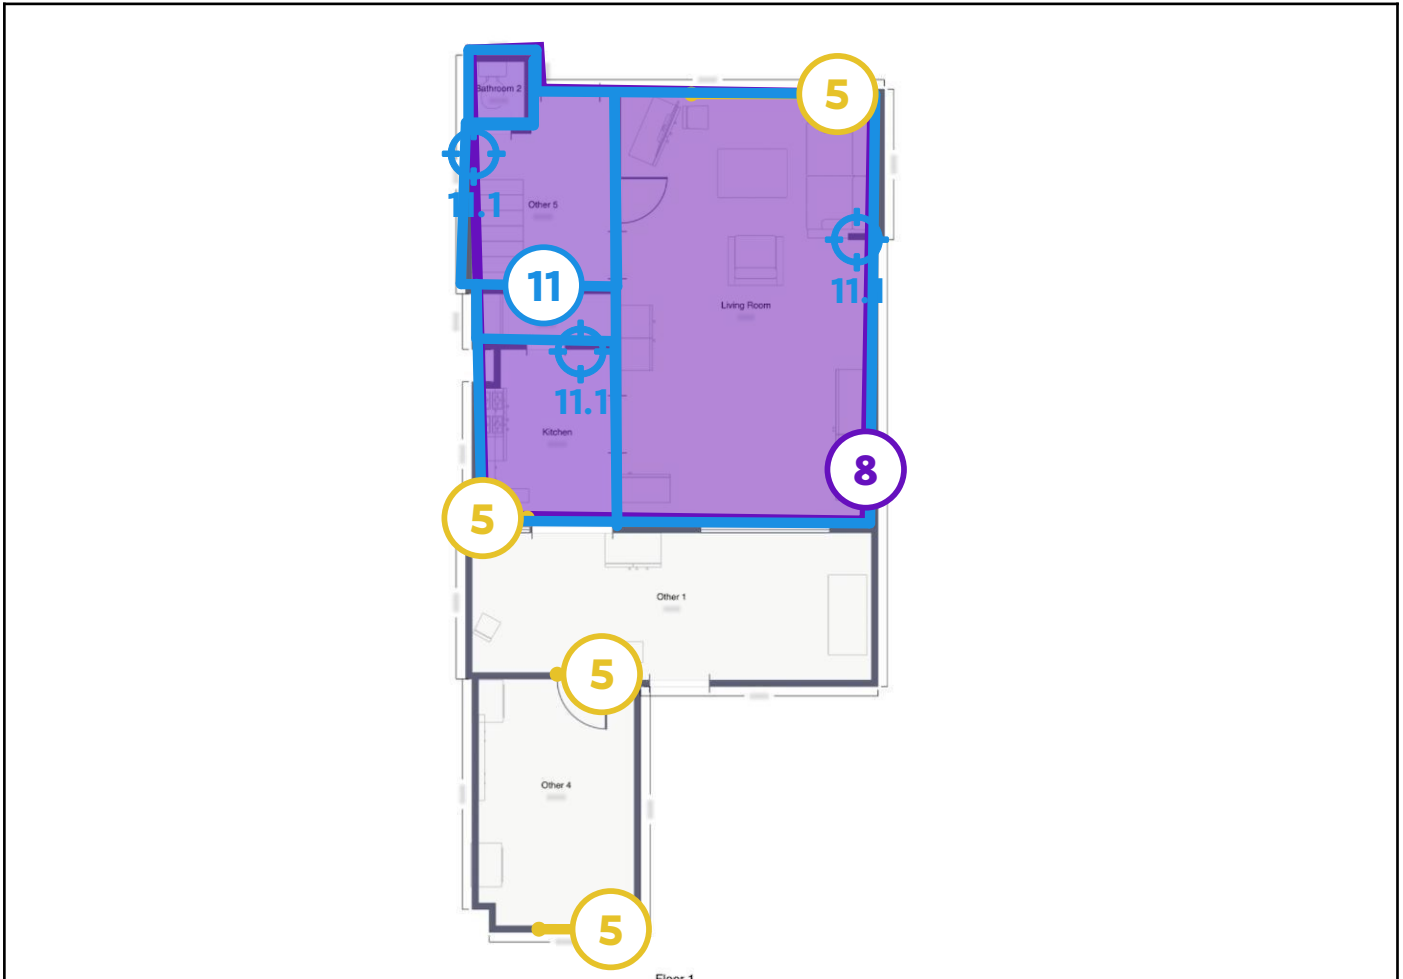 5
Bathroom 2
11.1
Other 5
11
11.1
Living Room
11.1
Kitchen
8
5
Other 1
5
Other 4
5
Floor 1